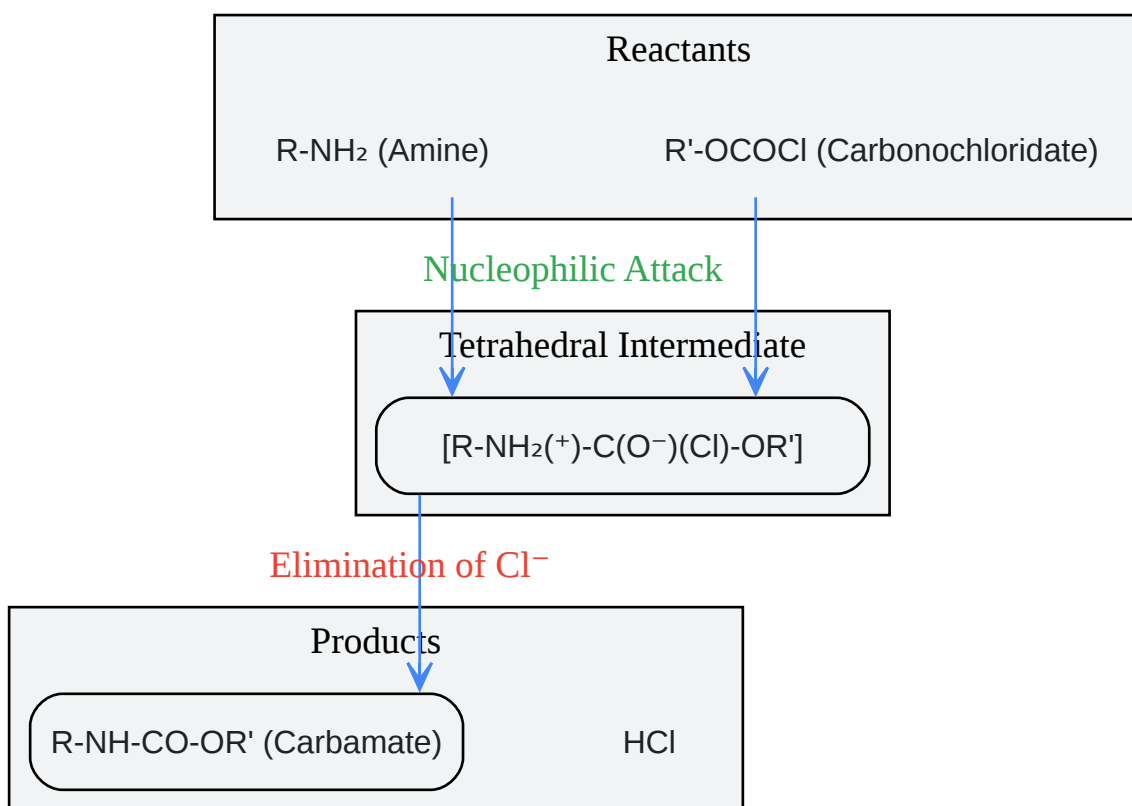 Reactants
R-NH₂ (Amine)
R'-OCOCl (Carbonochloridate)
Nucleophilic Attack
Tetrahedral Intermediate
[R-NH₂(⁺)-C(O⁻)(Cl)-OR']
Elimination of Cl⁻
Products
R-NH-CO-OR' (Carbamate)
HCl